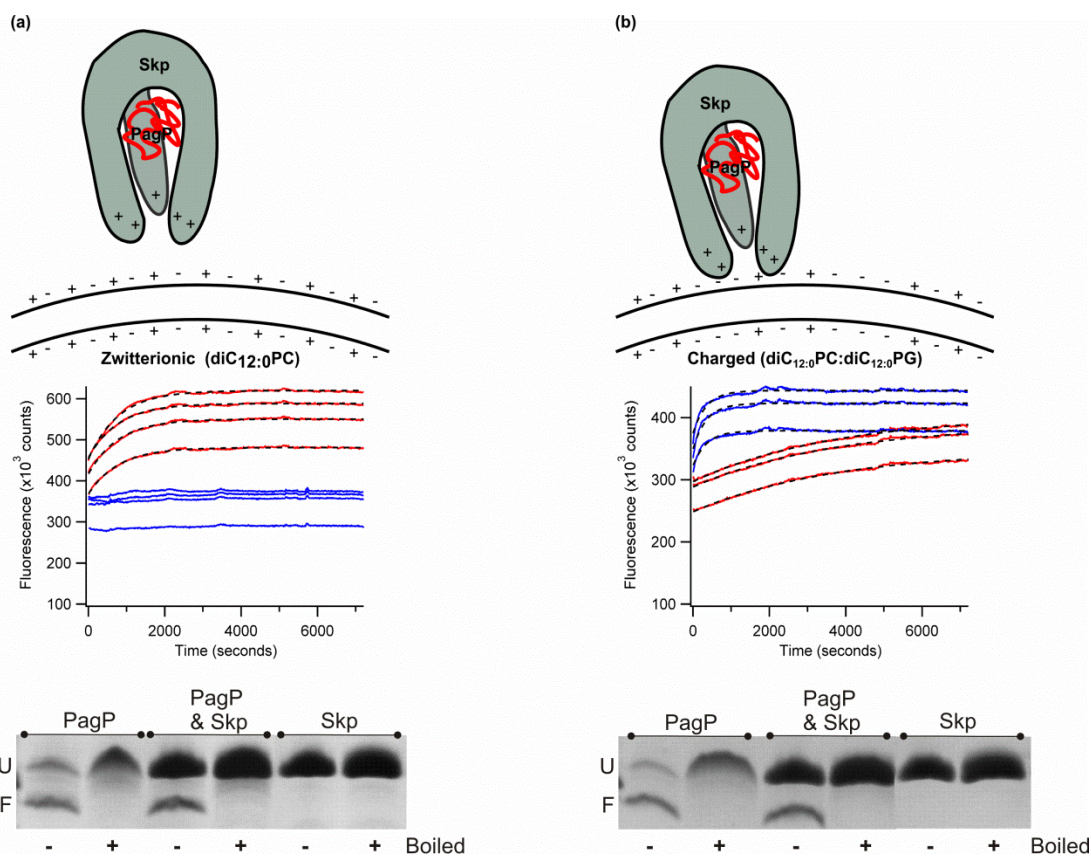 (a)
Skp
PagP
+
+ +
+ +
+ - + - + - + - + - + - + -
+ - + - + - + - + - + - + -
Zwitterionic (diC12:0PC)
Fluorescence (x10³ counts)
600
500
400
300
200
100
0 2000 4000 6000
Time (seconds)
PagP
PagP
& Skp
Skp
U
F
- + - + - + Boiled
(b)
Skp
PagP
+
+ +
+ +
Charged (diC12:0PC:diC12:0PG)
Fluorescence (x10³ counts)
400
300
200
100
0 2000 4000 6000
Time (seconds)
PagP
PagP
& Skp
Skp
U
F
- + - + - + Boiled